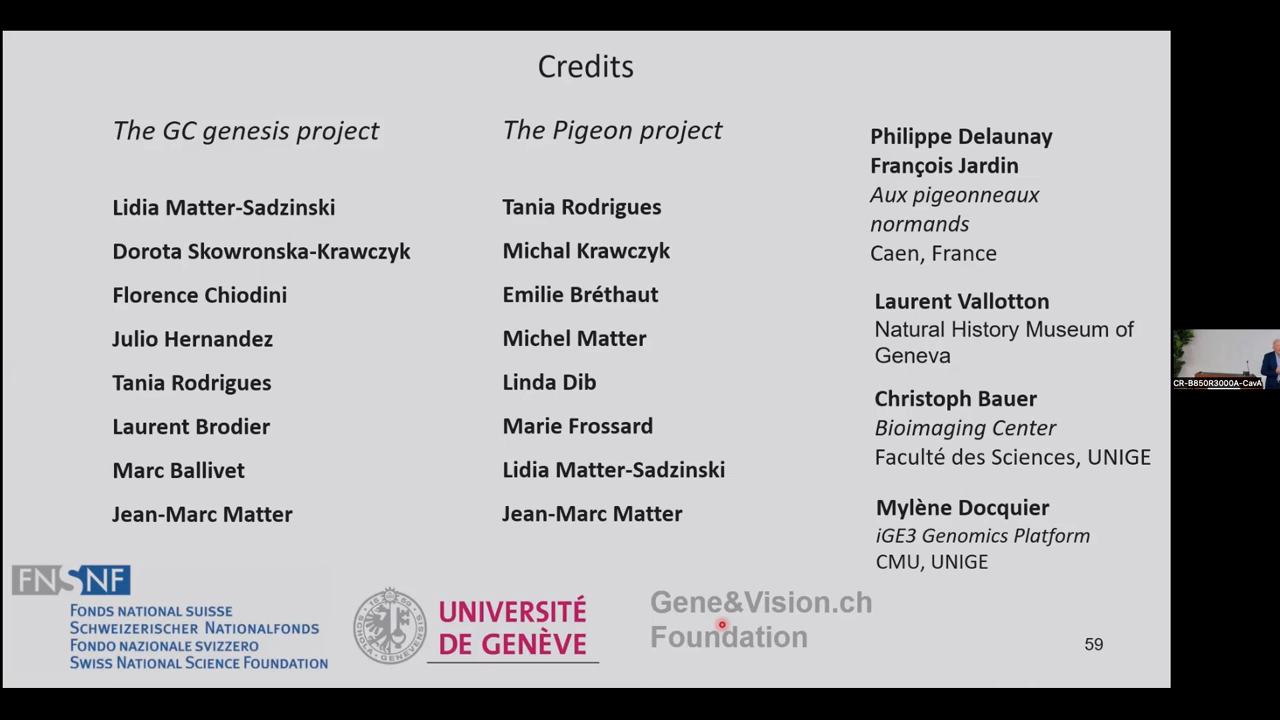 Credits
The GC genesis project
Lidia Matter-Sadzinski
Dorota Skowronska-Krawczyk
Florence Chiodini
Julio Hernandez
Tania Rodrigues
Laurent Brodier
Marc Ballivet
Jean-Marc Matter
The Pigeon project
Tania Rodrigues
Michal Krawczyk
Emilie Bréthaut
Michel Matter
Linda Dib
Marie Frossard
Lidia Matter-Sadzinski
Jean-Marc Matter
Philippe Delaunay
François Jardin
Aux pigeonneaux
normands
Caen, France
Laurent Vallotton
Natural History Museum of
Geneva
Christoph Bauer
Bioimaging Center
Faculté des Sciences, UNIGE
Mylène Docquier
iGE3 Genomics Platform
CMU, UNIGE
FNSNF
FONDS NATIONAL SUISSE
SCHWEIZERISCHER NATIONALFONDS
FONDO NAZIONALE SVIZZERO
SWISS NATIONAL SCIENCE FOUNDATION
UNIVERSITÉ
DE GENÈVE
Gene&Vision.ch
Foundation
59
CR-B850R3000A-CavA